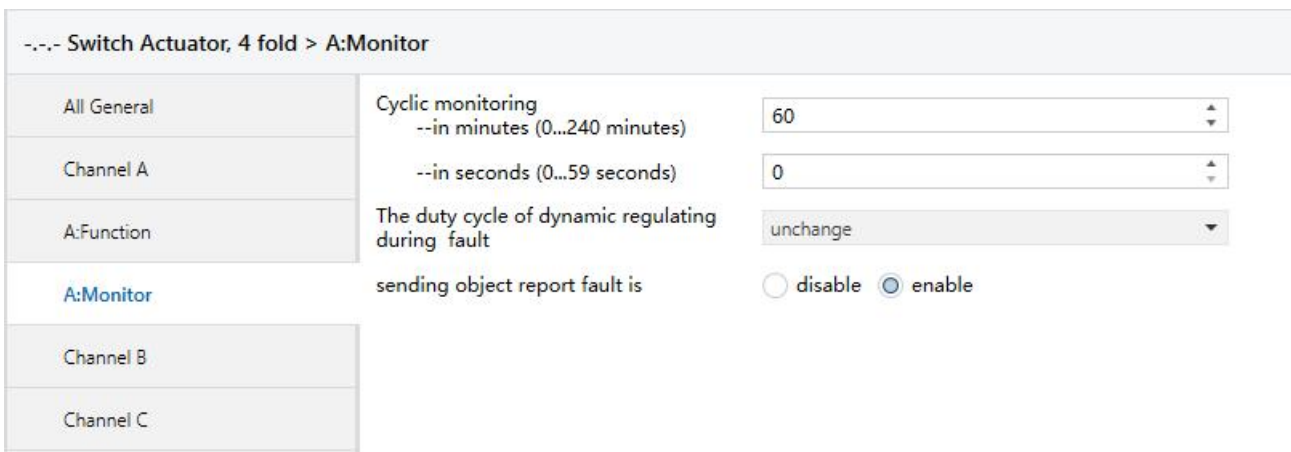 -.-.- Switch Actuator, 4 fold > A:Monitor
All General
Channel A
A:Function
A:Monitor
Channel B
Channel C
Cyclic monitoring
--in minutes (0...240 minutes)
60
--in seconds (0...59 seconds)
0
The duty cycle of dynamic regulating
during fault
unchange
sending object report fault is
disable enable